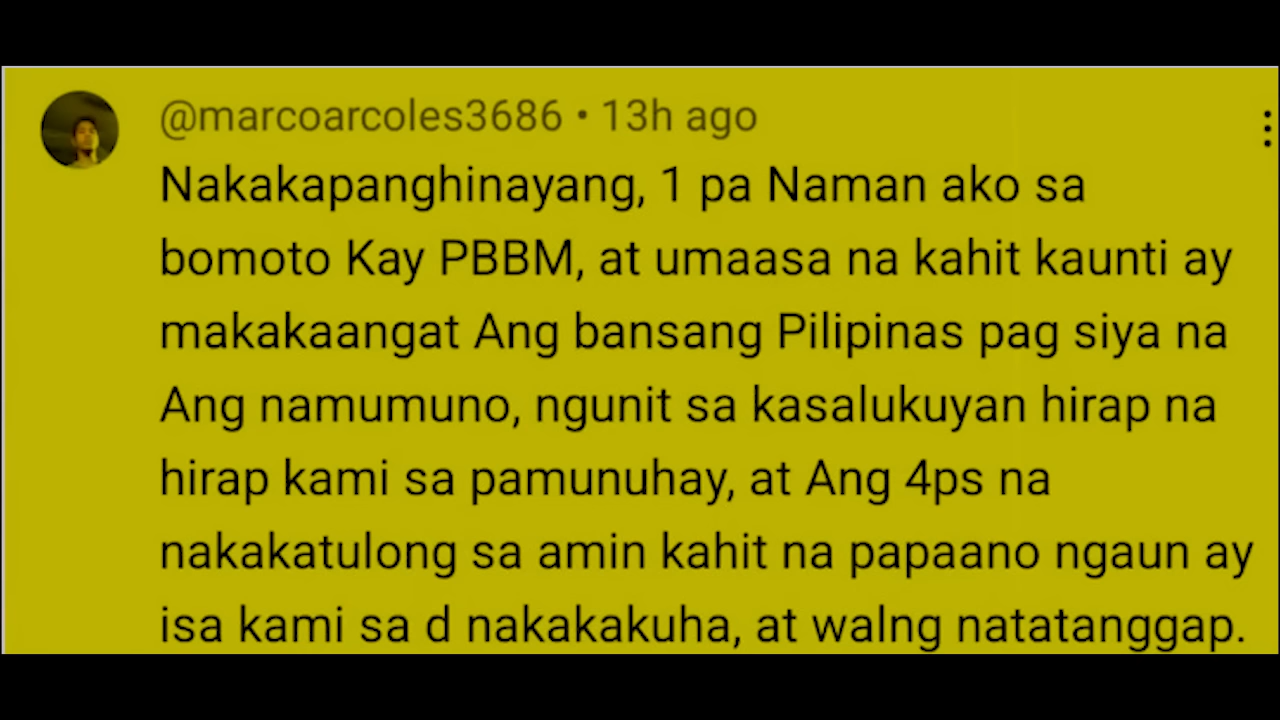 @marcoarcoles3686 • 13h ago
Nakakapanghinayang, 1 pa Naman ako sa
bomoto Kay PBBM, at umaasa na kahit kaunti ay
makakaangat Ang bansang Pilipinas pag siya na
Ang namumuno, ngunit sa kasalukuyan hirap na
hirap kami sa pamunuhay, at Ang 4ps na
nakakatulong sa amin kahit na papaano ngaun ay
isa kami sa d nakakakuha, at walng natatanggap.